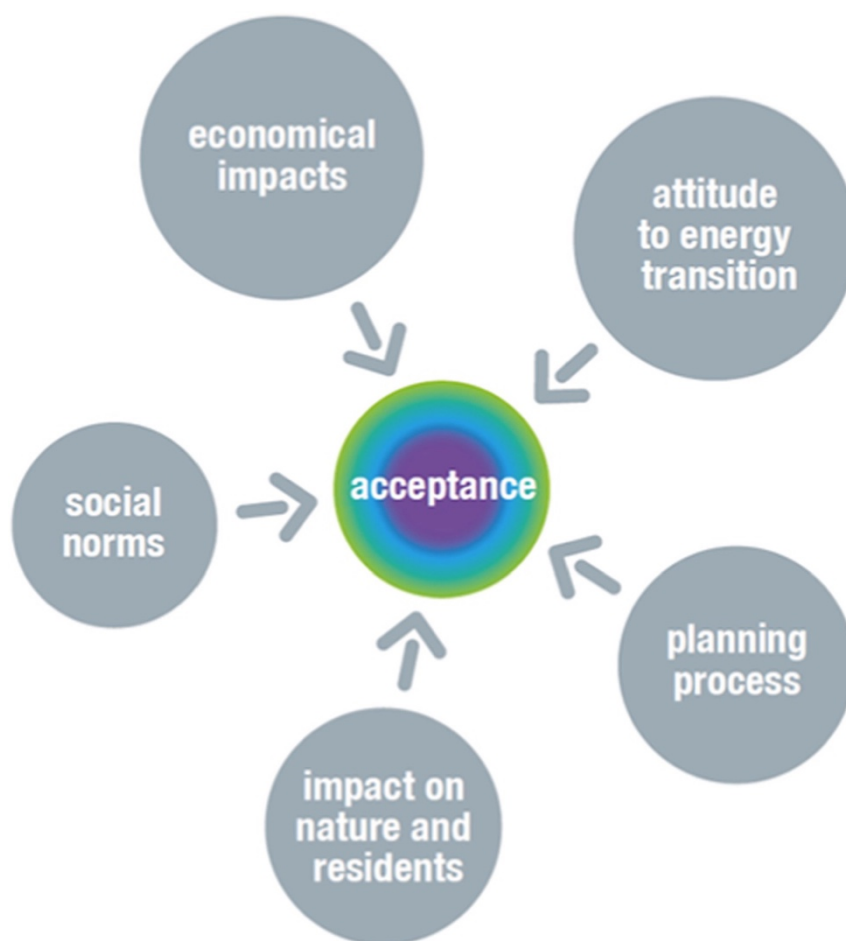 economical
impacts
attitude
to energy
transition
acceptance
social
norms
planning
process
impact on
nature and
residents